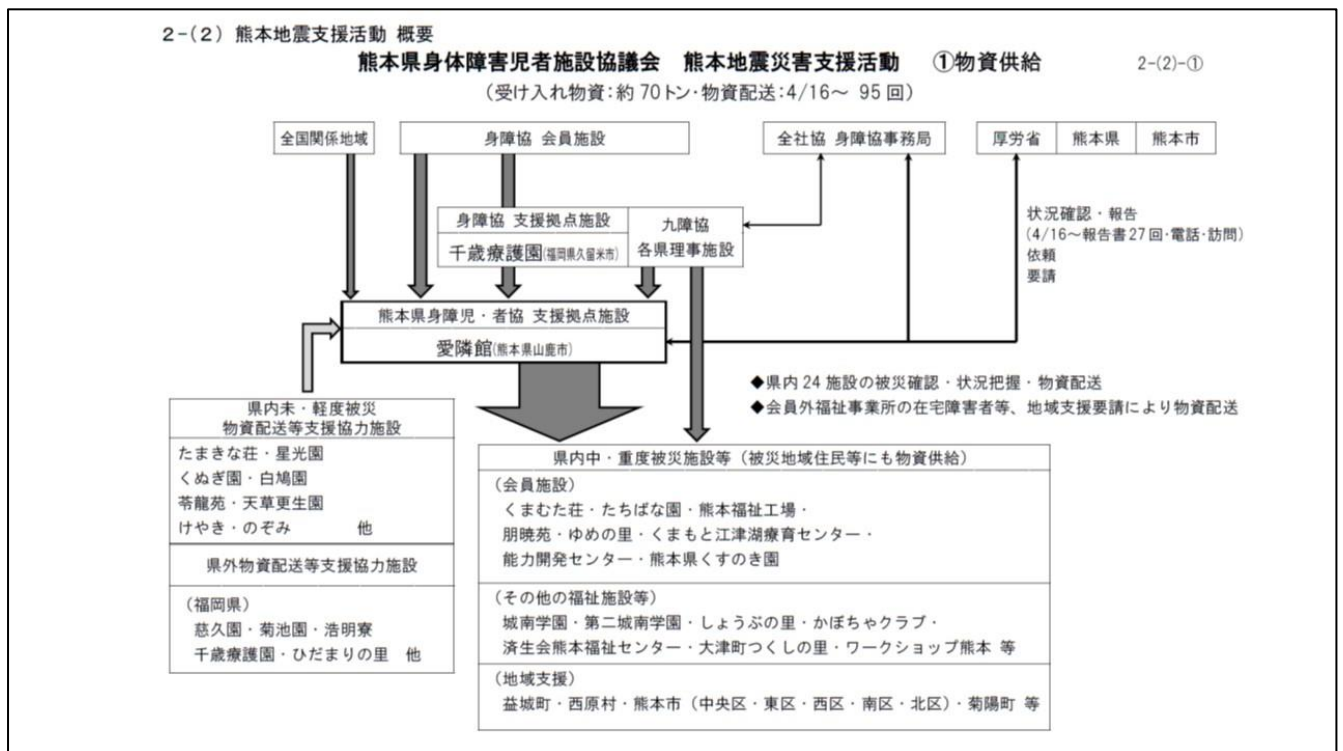 2-(2) 熊本地震支援活動 概要
熊本県身体障害児者施設協議会 熊本地震災害支援活動 ①物資供給
2-(2)-①
(受け入れ物資:約70トン・物資配送:4/16~ 95回)
全国関係地域
身障協 会員施設
全社協 身障協事務局
厚労省
熊本県
熊本市
身障協 支援拠点施設
千歳療護園(福岡県久留米市)
九障協
各県理事施設
状況確認・報告
(4/16~報告書27回・電話・訪問)
依頼
要請
熊本県身障児・者協 支援拠点施設
愛隣館(熊本県山鹿市)
◆県内24施設の被災確認・状況把握・物資配送
◆会員外福祉事業所の在宅障害者等、地域支援要請により物資配送
県内未・軽度被災
物資配送等支援協力施設
たまきな荘・星光園
くぬぎ園・白鳩園
苓龍苑・天草更生園
けやき・のぞみ 他
県外物資配送等支援協力施設
(福岡県)
慈久園・菊池園・浩明寮
千歳療護園・ひだまりの里 他
県内中・重度被災施設等(被災地域住民等にも物資供給)
(会員施設)
くまむた荘・たちばな園・熊本福祉工場・
朋暁苑・ゆめの里・くまもと江津湖療育センター・
能力開発センター・熊本県くすのき園
(その他の福祉施設等)
城南学園・第二城南学園・しょうぶの里・かぼちゃクラブ・
済生会熊本福祉センター・大津町つくしの里・ワークショップ熊本 等
(地域支援)
益城町・西原村・熊本市(中央区・東区・西区・南区・北区)・菊陽町 等